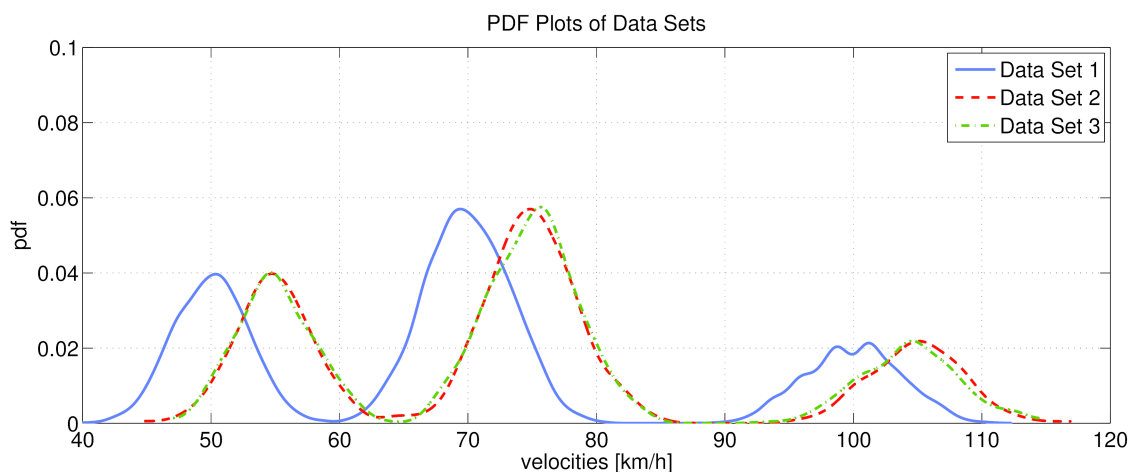 PDF Plots of Data Sets
0.1
0.08
0.06
0.04
0.02
0
pdf
Data Set 1
Data Set 2
Data Set 3
40 50 60 70 80 90 100 110 120
velocities [km/h]